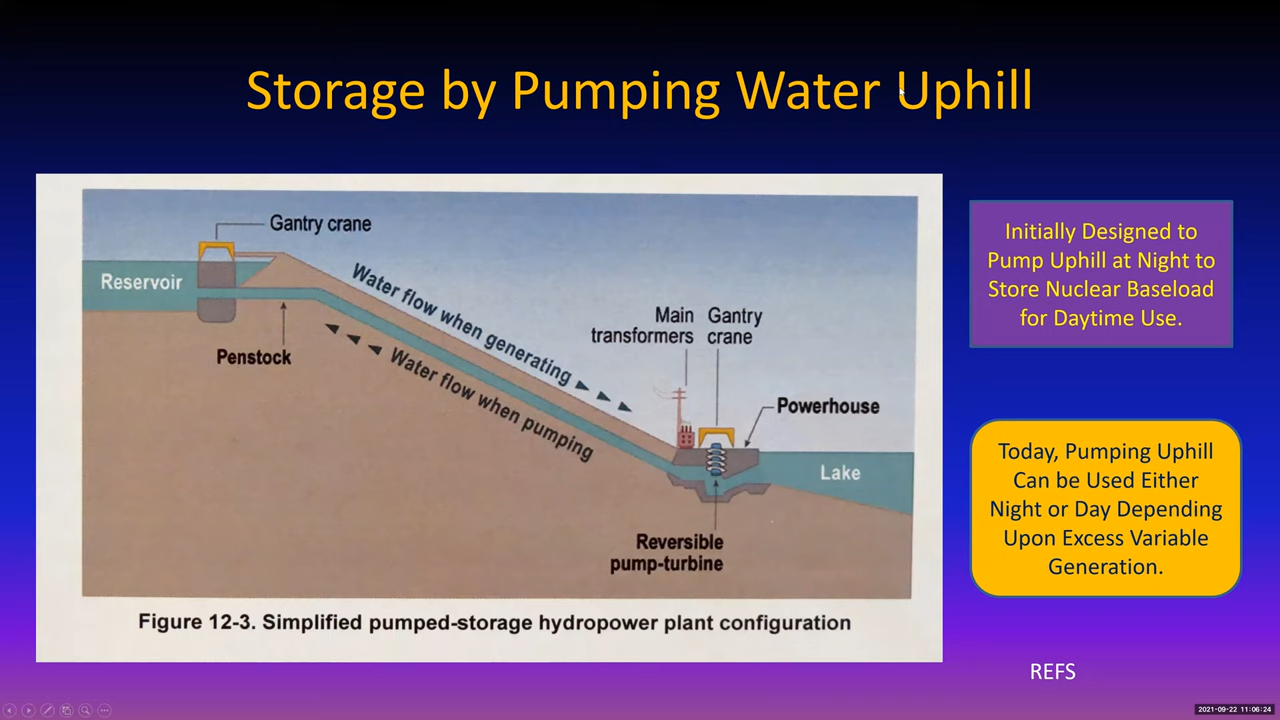 Storage by Pumping Water Uphill
Gantry crane
Reservoir
Water flow when generating
Penstock
Water flow when pumping
Main
transformers
Gantry
crane
Powerhouse
Lake
Reversible
pump-turbine
Figure 12-3. Simplified pumped-storage hydropower plant configuration
Initially Designed to
Pump Uphill at Night to
Store Nuclear Baseload
for Daytime Use.
Today, Pumping Uphill
Can be Used Either
Night or Day Depending
Upon Excess Variable
Generation.
REFS
2021-09-22 11:06:24